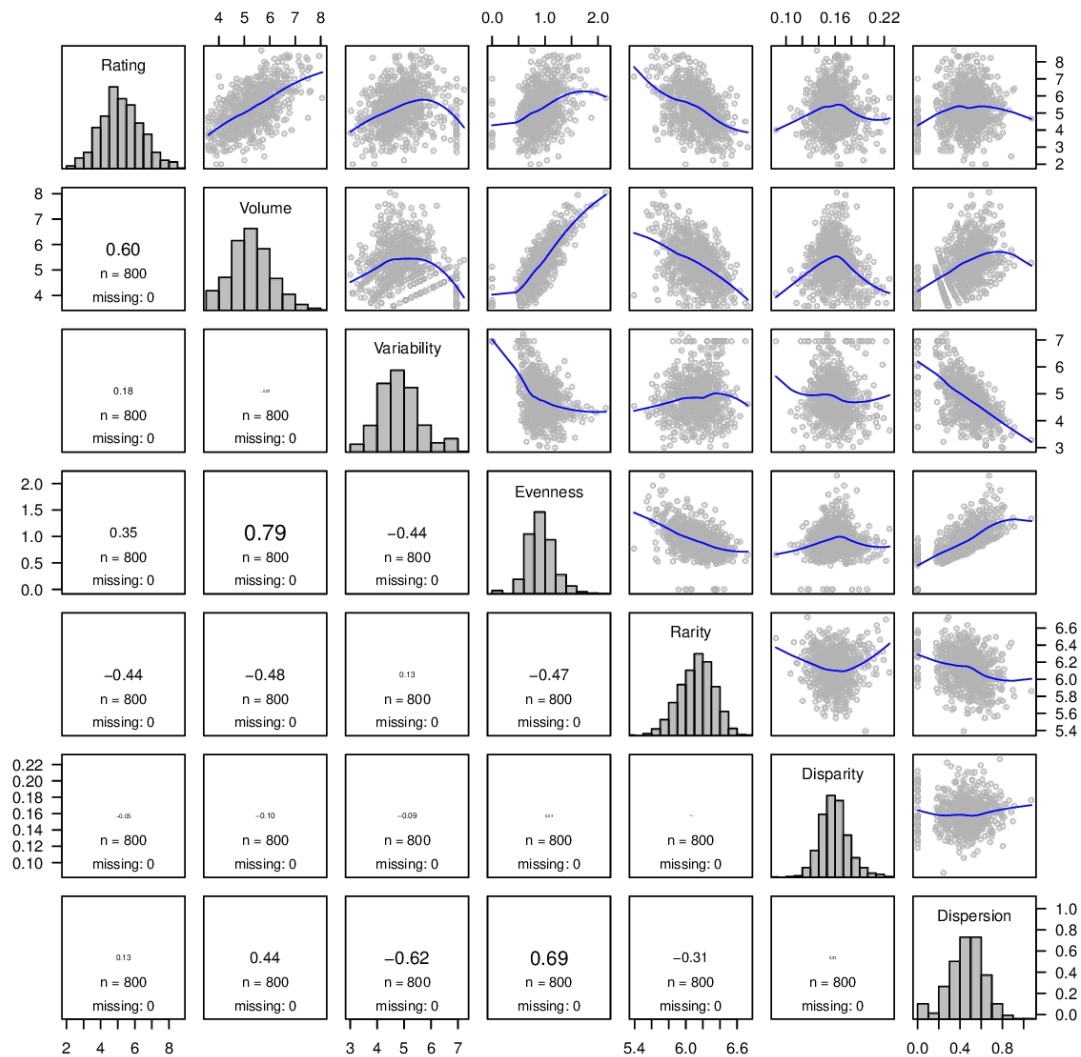 4 5 6 7 8 0.0 1.0 2.0 0.10 0.16 0.22
Rating
8
7
6
5
4
3
2
8
7
6
5
4
0.60
n = 800
missing: 0
Volume
0.18
n = 800
missing: 0
n = 800
missing: 0
Variability
7
6
5
4
3
2.0
1.5
1.0
0.5
0.0
0.35
n = 800
missing: 0
0.79
n = 800
missing: 0
−0.44
n = 800
missing: 0
Evenness
−0.44
n = 800
missing: 0
−0.48
n = 800
missing: 0
0.13
n = 800
missing: 0
−0.47
n = 800
missing: 0
Rarity
6.6
6.4
6.2
6.0
5.8
5.6
5.4
0.22
0.20
0.18
0.16
0.14
0.12
0.10
−0.05
n = 800
missing: 0
−0.10
n = 800
missing: 0
−0.09
n = 800
missing: 0
n = 800
missing: 0
n = 800
missing: 0
Disparity
0.13
n = 800
missing: 0
0.44
n = 800
missing: 0
−0.62
n = 800
missing: 0
0.69
n = 800
missing: 0
−0.31
n = 800
missing: 0
n = 800
missing: 0
Dispersion
1.0
0.8
0.6
0.4
0.2
0.0
2 4 6 8 3 4 5 6 7 5.4 6.0 6.6 0.0 0.4 0.8